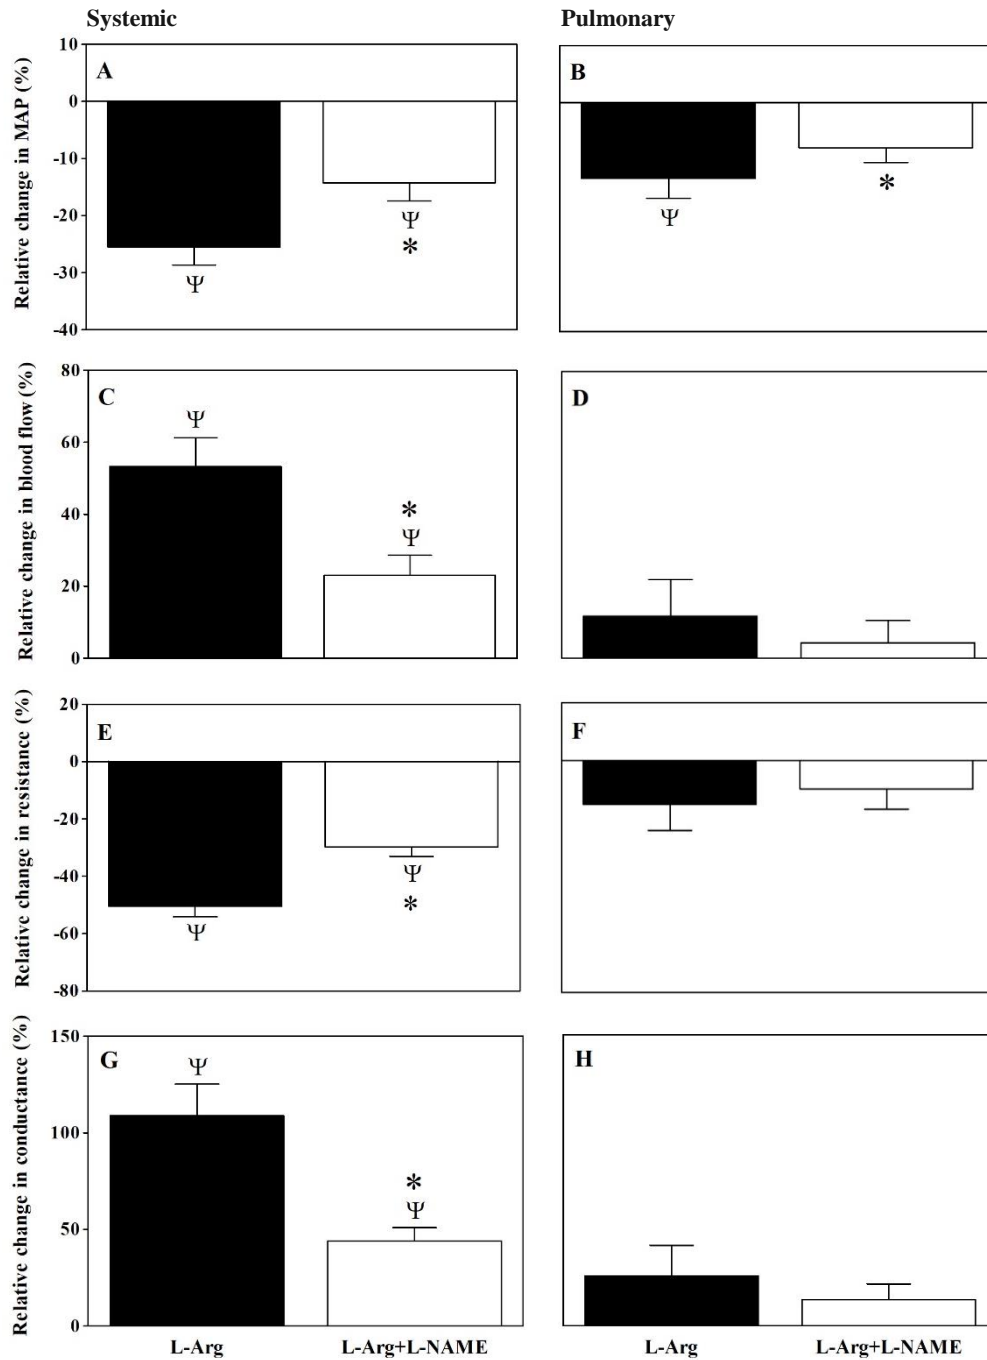 Systemic
Pulmonary
Relative change in MAP (%)
10
0
-10
-20
-30
-40
A
Ψ
Ψ
*
B
Ψ
*
Relative change in blood flow (%)
80
60
40
20
0
C
Ψ
*
Ψ
D
Relative change in resistance (%)
20
0
-20
-40
-60
-80
E
Ψ
Ψ
*
F
Relative change in conductance (%)
150
100
50
0
G
Ψ
*
Ψ
H
L-Arg
L-Arg+L-NAME
L-Arg
L-Arg+L-NAME